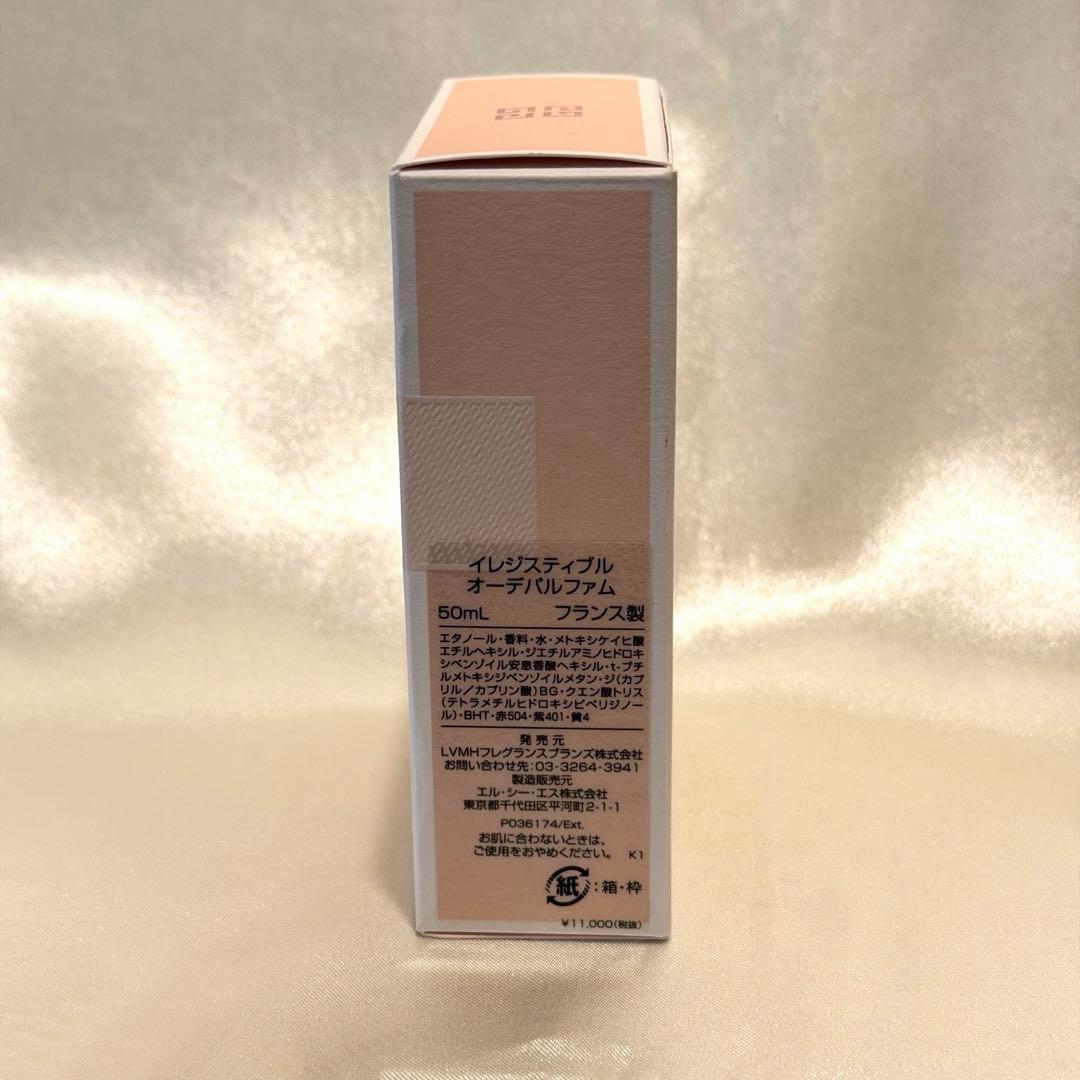 イレジスティブル
オーデパルファム
50mL フランス製
エタノール・香料・水・メトキシケイヒ酸
エチルヘキシル・ジエチルアミノヒドロキ
シベンゾイル安息香酸ヘキシル・t-ブチ
ルメトキシジベンゾイルメタン・ジ(カプ
リル/カプリン酸)BG・クエン酸トリス
(テトラメチルヒドロキシピペリジノー
ル)・BHT・赤504・紫401・黄4
発売元
LVMHフレグランスブランズ株式会社
お問い合わせ先:03-3264-3941
製造販売元
エル・シー・エス株式会社
東京都千代田区平河町2-1-1
P036174/Ext.
お肌に合わないときは、
ご使用をおやめください。 K1
紙:箱・枠
¥11,000(税抜)